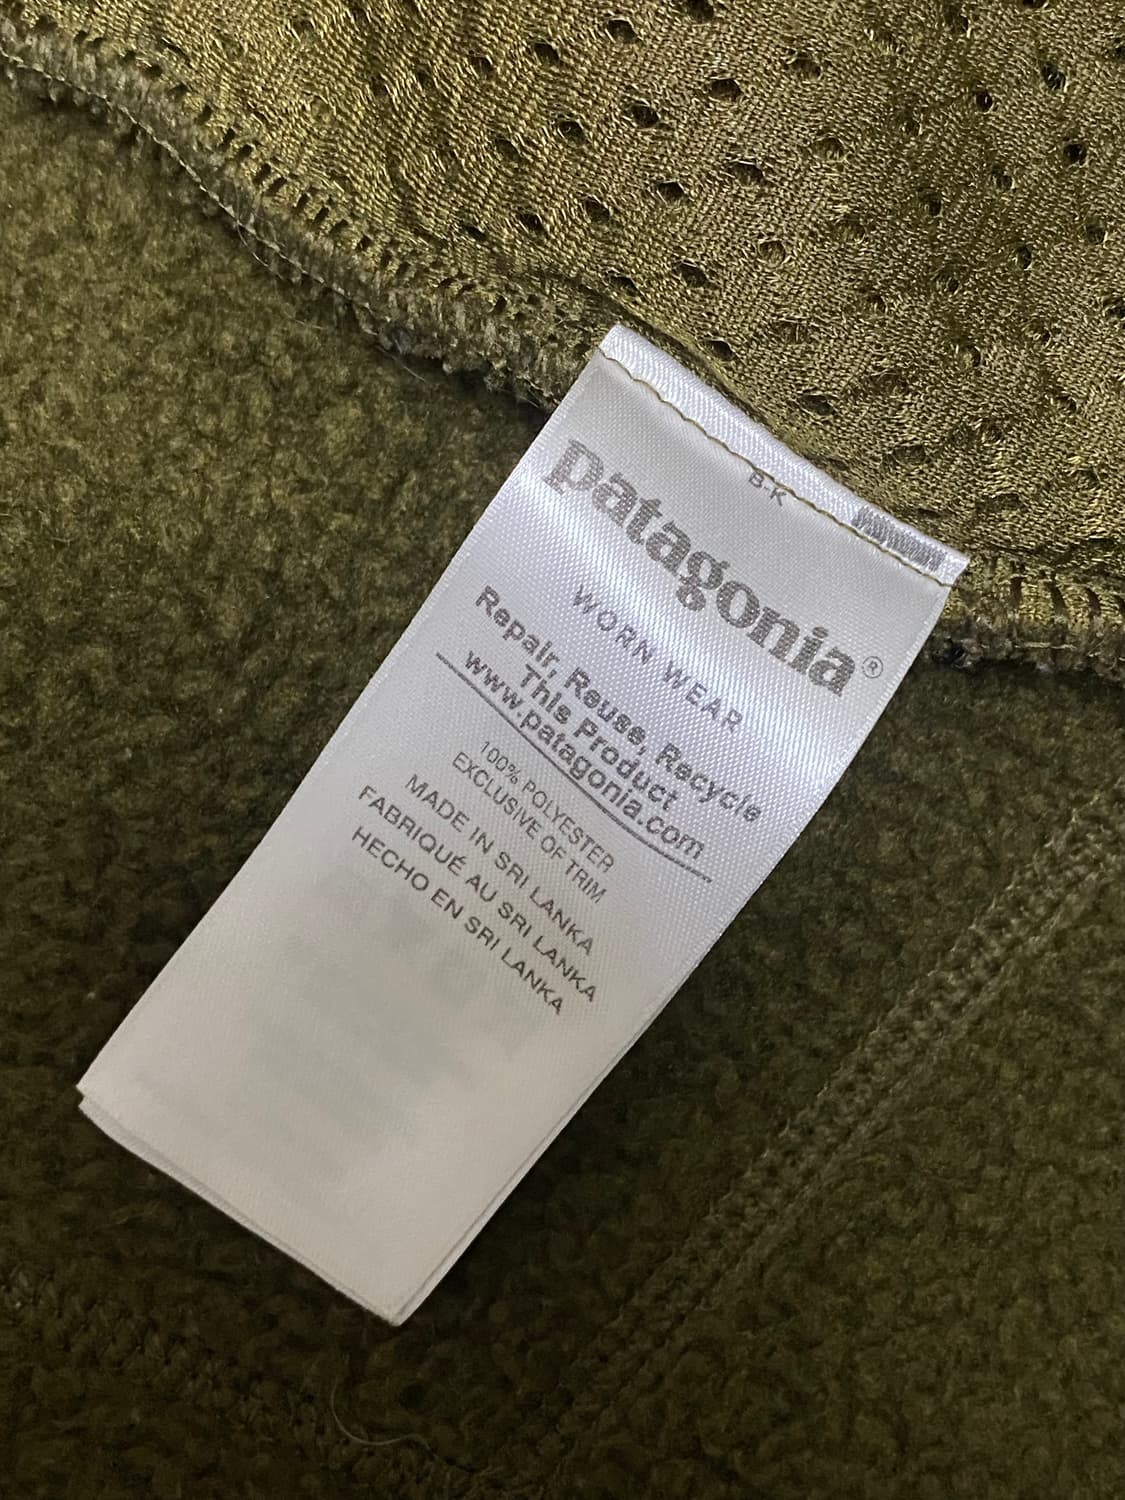 B-K
patagonia®
WORN WEAR
Repair, Reuse, Recycle
This Product
www.patagonia.com
100% POLYESTER
EXCLUSIVE OF TRIM
MADE IN SRI LANKA
FABRIQUÉ AU SRI LANKA
HECHO EN SRI LANKA